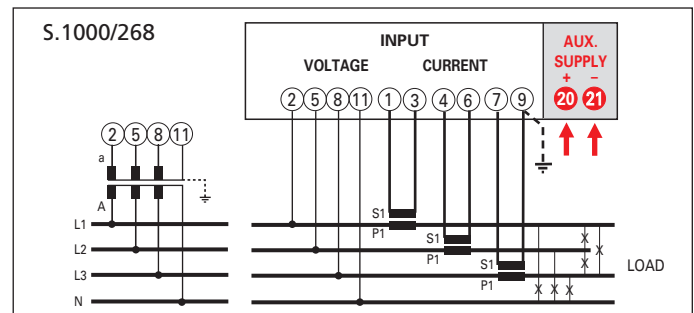 S.1000/268
INPUT
AUX.
SUPPLY
VOLTAGE CURRENT
+ –
2 5 8 11 1 3 4 6 7 9 20 21
2 5 8 11
a
A
S1
L1
P1
S1
L2
P1
S1
LOAD
L3
P1
N
x
x
x
x x x